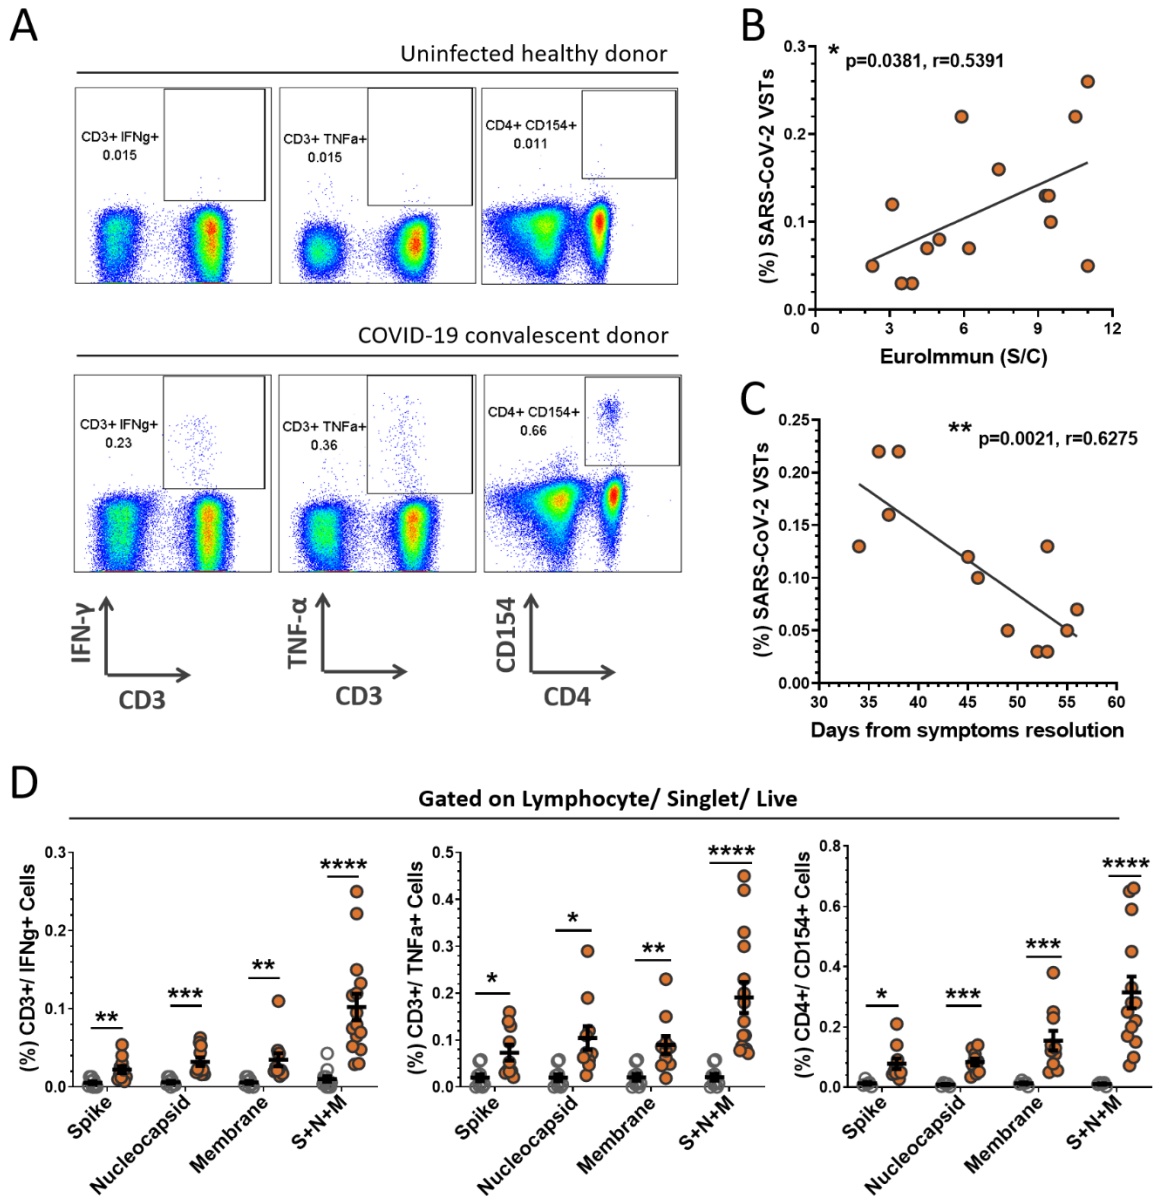 A
Uninfected healthy donor
CD3+ IFNg+
0.015
CD3+ TNFa+
0.015
CD4+ CD154+
0.011
COVID-19 convalescent donor
CD3+ IFNg+
0.23
CD3+ TNFa+
0.36
CD4+ CD154+
0.66
IFN-γ
CD3
TNF-α
CD3
CD154
CD4
B
* p=0.0381, r=0.5391
(%) SARS-CoV-2 VSTs
0.3
0.2
0.1
0.0
0 3 6 9 12
EuroImmun (S/C)
C
** p=0.0021, r=0.6275
(%) SARS-CoV-2 VSTs
0.25
0.20
0.15
0.10
0.05
0.00
30 35 40 45 50 55 60
Days from symptoms resolution
D
Gated on Lymphocyte/ Singlet/ Live
(%) CD3+/ IFNg+ Cells
0.3
0.2
0.1
0.0
** *** ** ****
Spike Nucleocapsid Membrane S+N+M
(%) CD3+/ TNFa+ Cells
0.5
0.4
0.3
0.2
0.1
0.0
* * ** ****
Spike Nucleocapsid Membrane S+N+M
(%) CD4+/ CD154+ Cells
0.8
0.6
0.4
0.2
0.0
* *** *** ****
Spike Nucleocapsid Membrane S+N+M